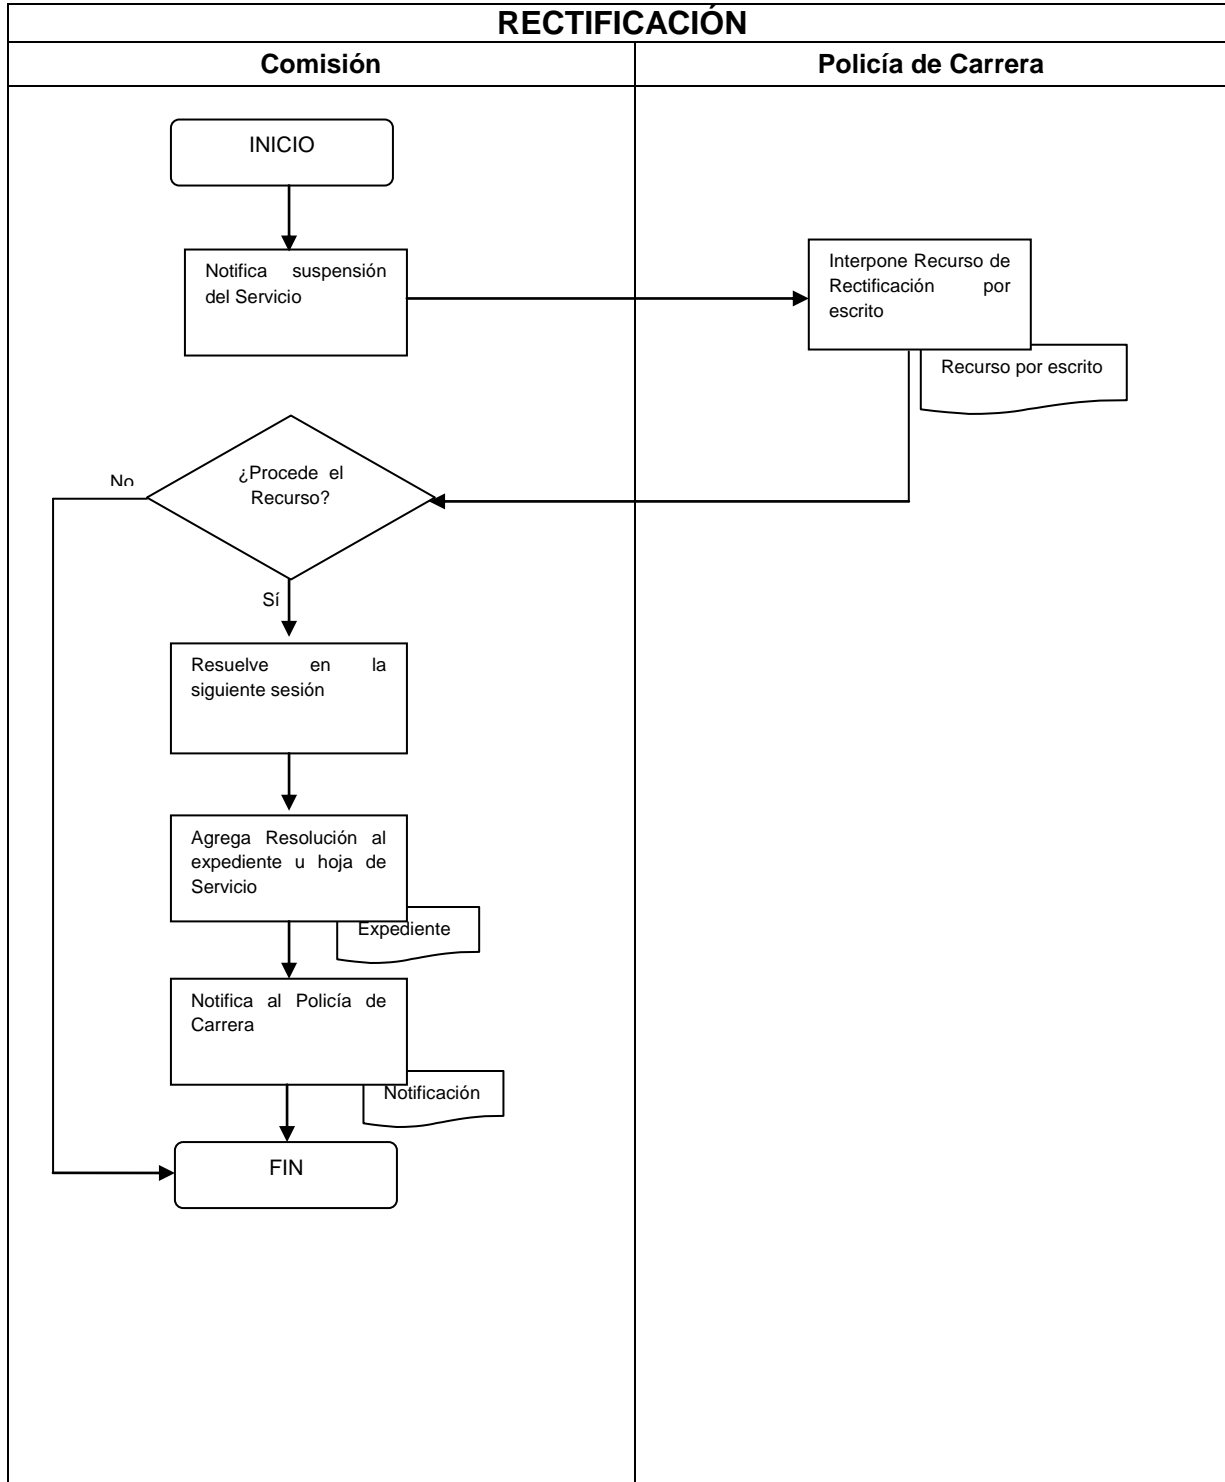 RECTIFICACIÓN
Comisión
Policía de Carrera
INICIO
Notifica suspensión
del Servicio
Interpone Recurso de
Rectificación por
escrito
Recurso por escrito
¿Procede el
Recurso?
No
Sí
Resuelve en la
siguiente sesión
Agrega Resolución al
expediente u hoja de
Servicio
Expediente
Notifica al Policía de
Carrera
Notificación
FIN